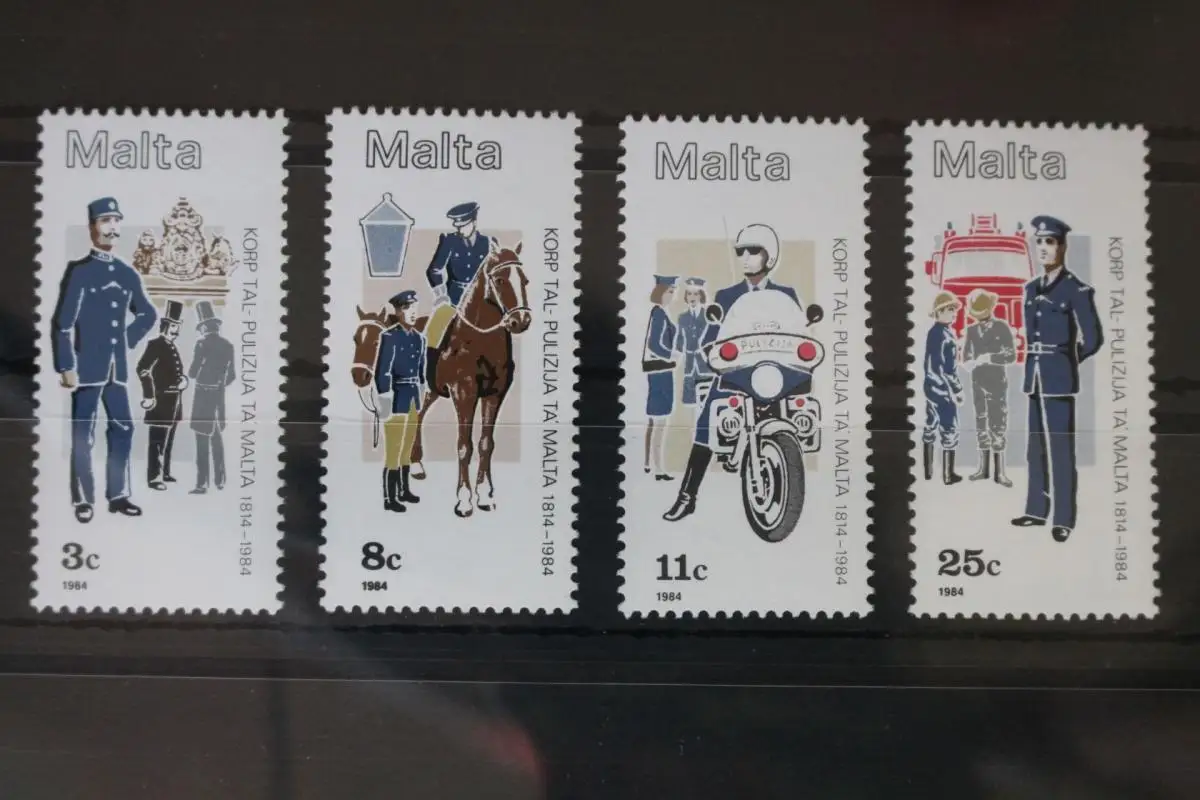 Malta
KORP TAL- PULIZIJA TA' MALTA 1814-1984
3c
1984
Malta
KORP TAL- PULIZIJA TA' MALTA 1814-1984
8c
1984
Malta
KORP TAL- PULIZIJA TA' MALTA 1814-1984
PULIZIJA
11c
1984
Malta
KORP TAL- PULIZIJA TA' MALTA 1814-1984
25c
1984